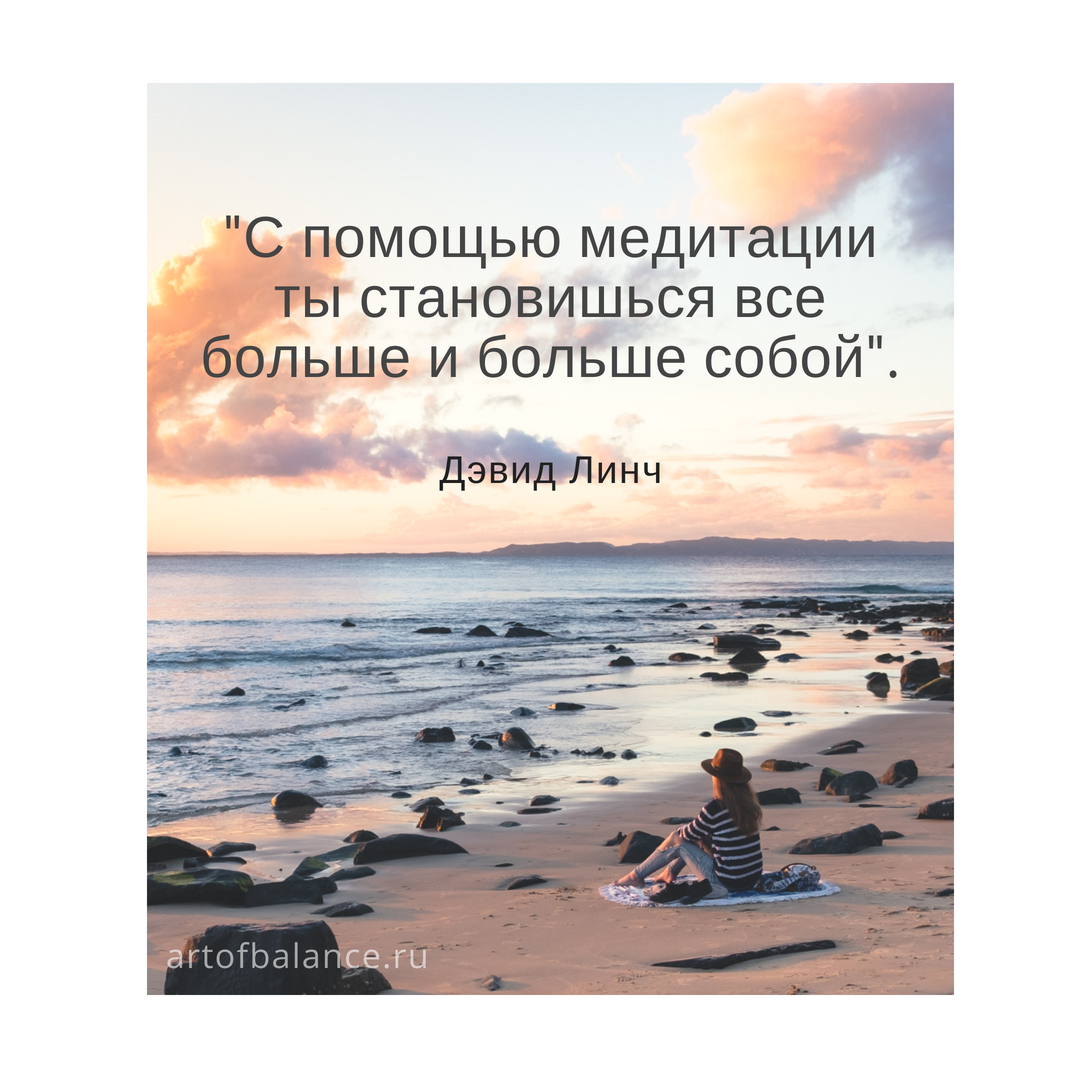 "С помощью медитации
ты становишься все
больше и больше собой".
Дэвид Линч
artofbalance.ru